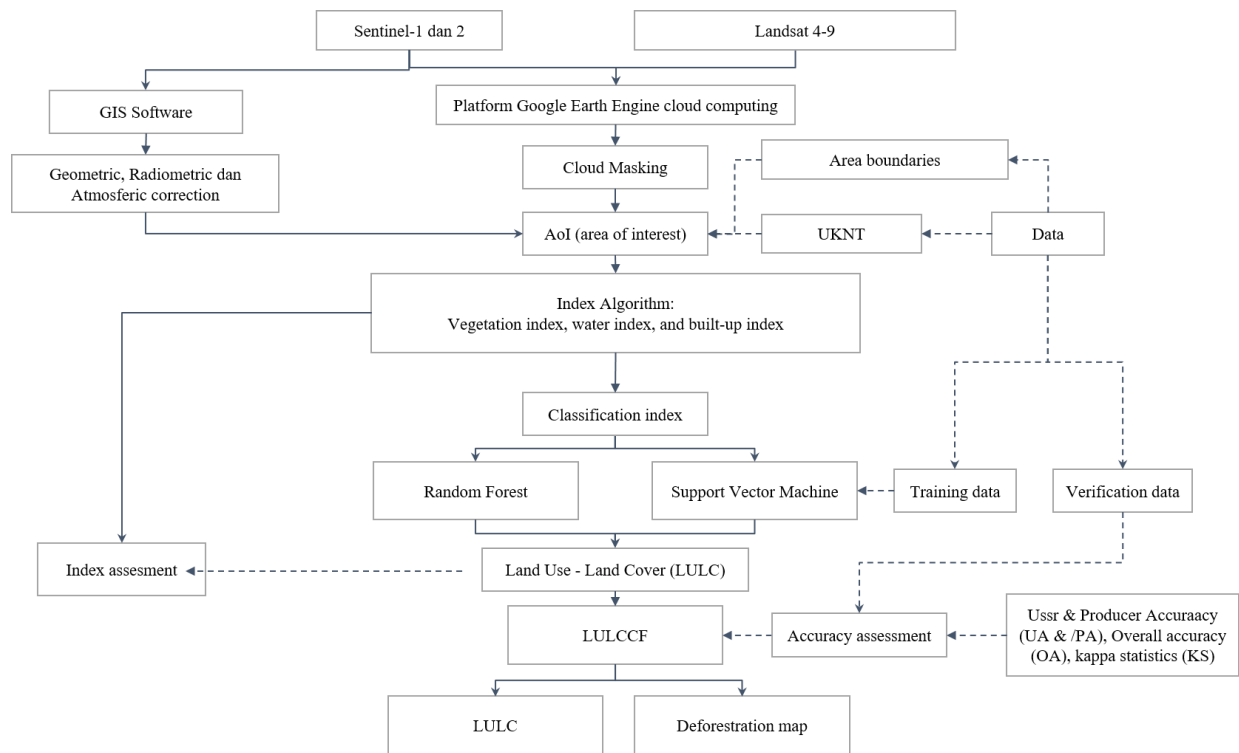 Sentinel-1 dan 2
Landsat 4-9
GIS Software
Platform Google Earth Engine cloud computing
Geometric, Radiometric dan
Atmosferic correction
Cloud Masking
Area boundaries
AoI (area of interest)
UKNT
Data
Index Algorithm:
Vegetation index, water index, and built-up index
Classification index
Random Forest
Support Vector Machine
Training data
Verification data
Index assesment
Land Use - Land Cover (LULC)
LULCCF
Accuracy assessment
Ussr & Producer Accuraacy
(UA & /PA), Overall accuracy
(OA), kappa statistics (KS)
LULC
Deforestration map